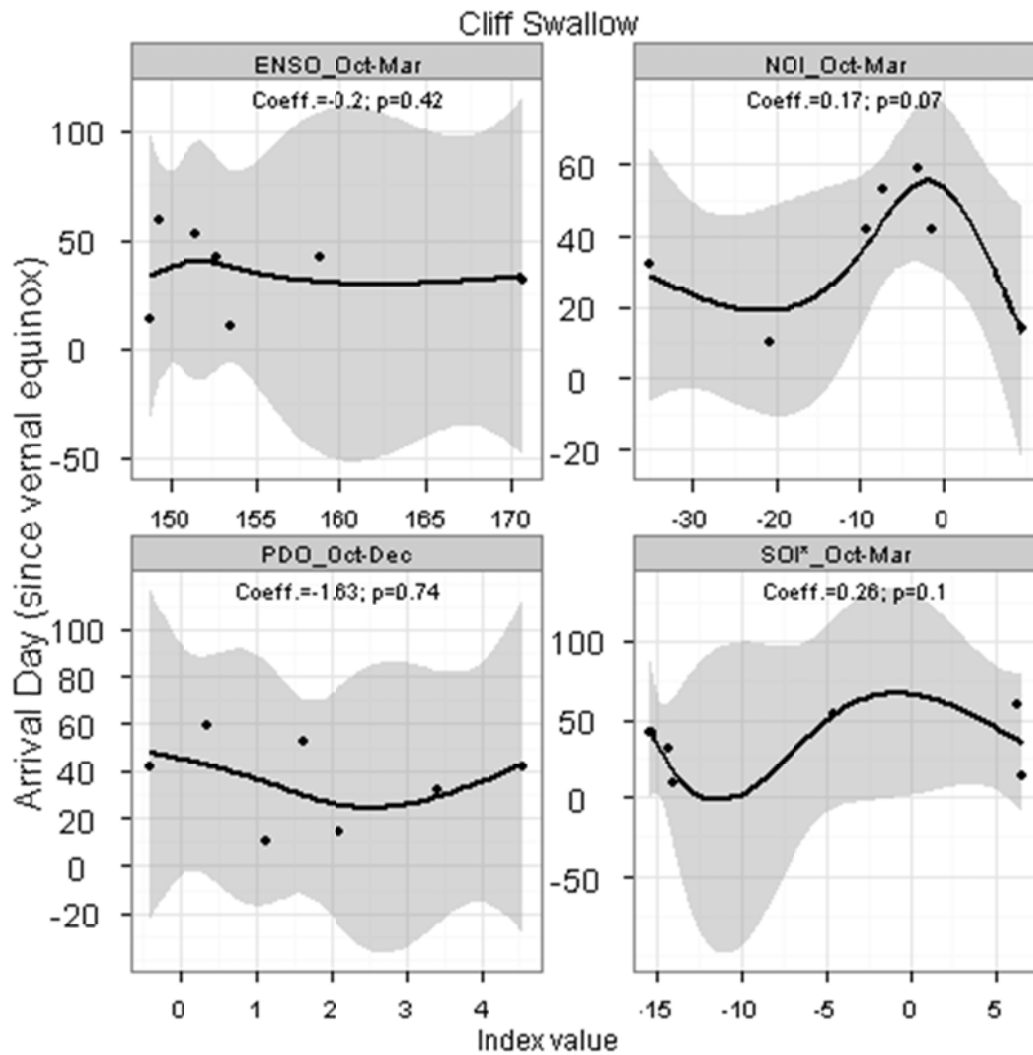 Cliff Swallow
ENSO_Oct-Mar
Coeff.=-0.2; p=0.42
100
50
0
-50
150 155 160 165 170
NOI_Oct-Mar
Coeff.=0.17; p=0.07
60
40
20
0
-20
-30 -20 -10 0
PDO_Oct-Dec
Coeff.=-1.63; p=0.74
100
80
60
40
20
0
-20
0 1 2 3 4
SOI*_Oct-Mar
Coeff.=0.26; p=0.1
100
50
0
-50
-15 -10 -5 0 5
Arrival Day (since vernal equinox)
Index value